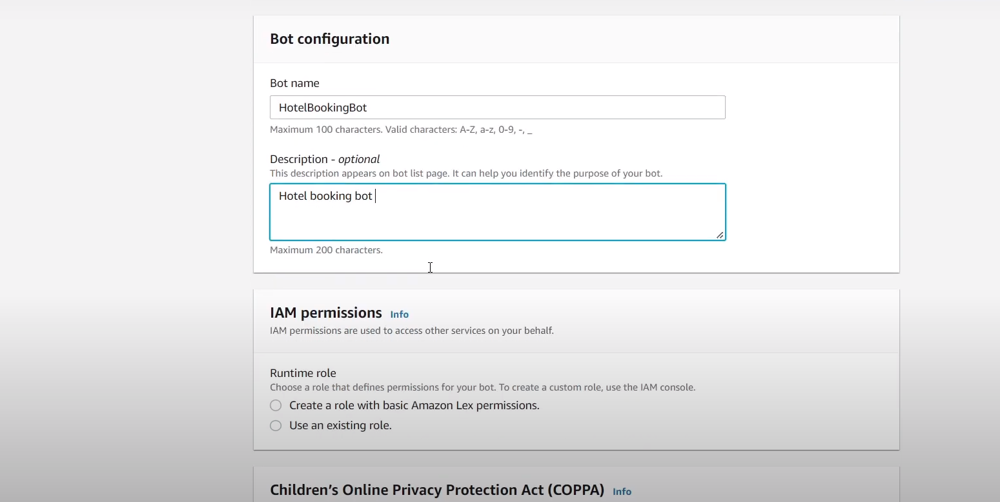 Bot configuration
Bot name
HotelBookingBot
Maximum 100 characters. Valid characters: A-Z, a-z, 0-9, -, _
Description - optional
This description appears on bot list page. It can help you identify the purpose of your bot.
Hotel booking bot
Maximum 200 characters.
IAM permissions Info
IAM permissions are used to access other services on your behalf.
Runtime role
Choose a role that defines permissions for your bot. To create a custom role, use the IAM console.
Create a role with basic Amazon Lex permissions.
Use an existing role.
Children’s Online Privacy Protection Act (COPPA) Info